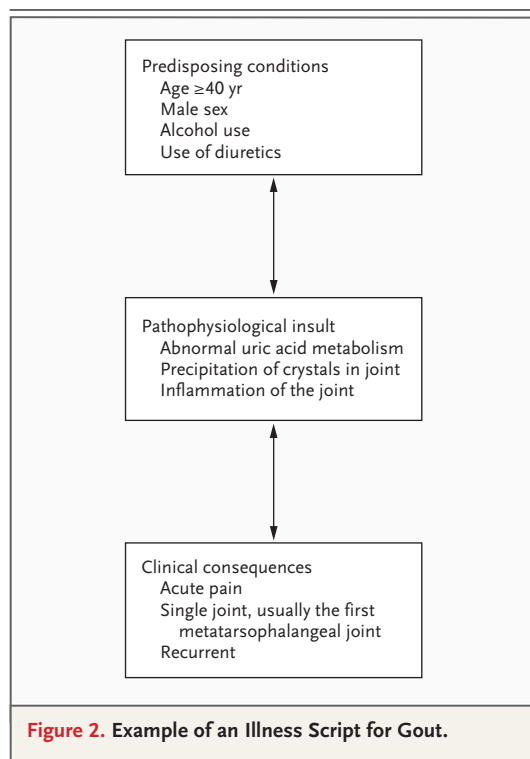 Predisposing conditions
Age ≥40 yr
Male sex
Alcohol use
Use of diuretics
Pathophysiological insult
Abnormal uric acid metabolism
Precipitation of crystals in joint
Inflammation of the joint
Clinical consequences
Acute pain
Single joint, usually the first
metatarsophalangeal joint
Recurrent
Figure 2. Example of an Illness Script for Gout.